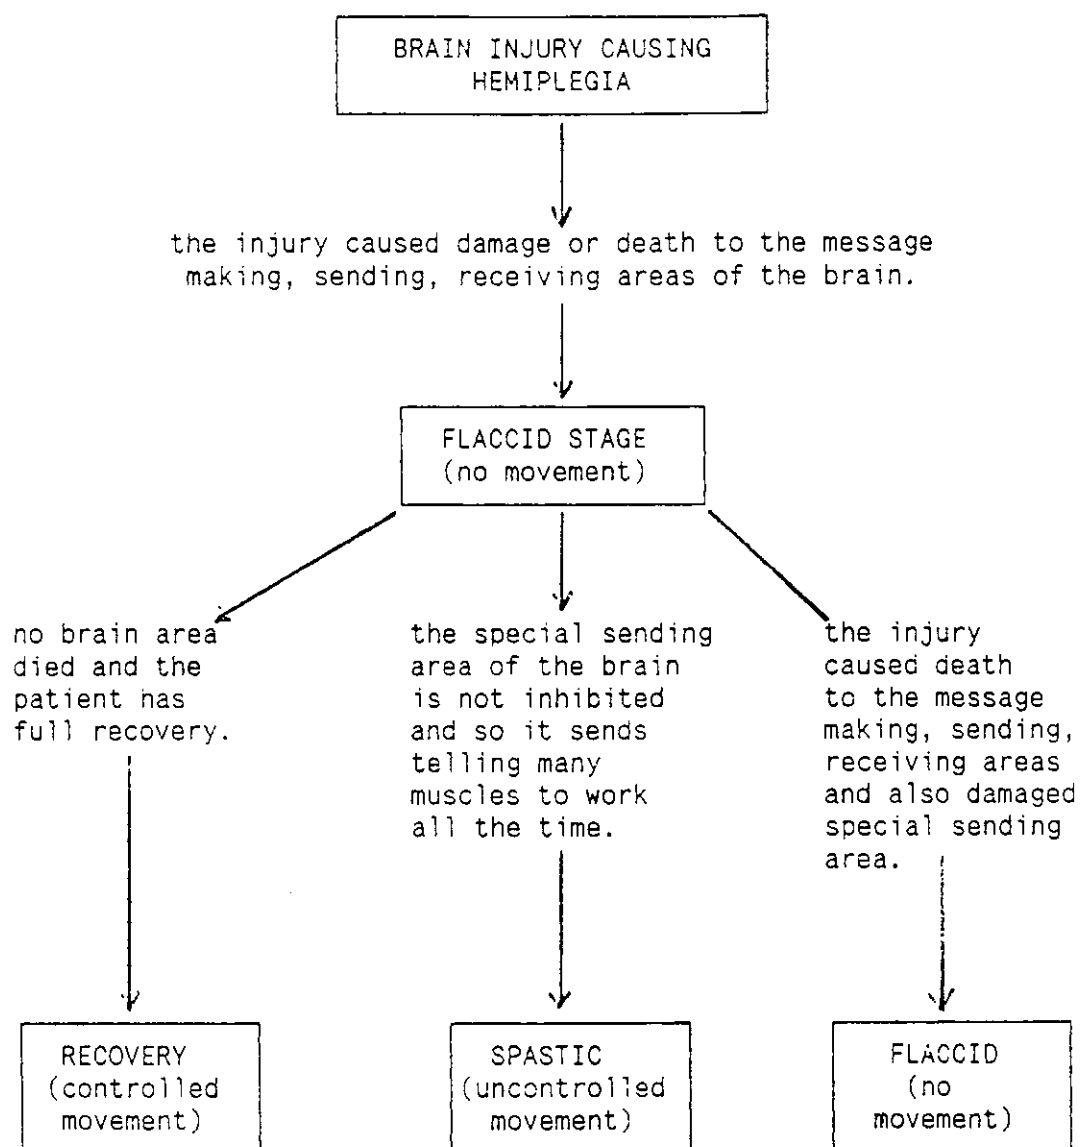 BRAIN INJURY CAUSING
HEMIPLEGIA
the injury caused damage or death to the message
making, sending, receiving areas of the brain.
FLACCID STAGE
(no movement)
no brain area
died and the
patient has
full recovery.
the special sending
area of the brain
is not inhibited
and so it sends
telling many
muscles to work
all the time.
the injury
caused death
to the message
making, sending,
receiving areas
and also damaged
special sending
area.
RECOVERY
(controlled
movement)
SPASTIC
(uncontrolled
movement)
FLACCID
(no
movement)